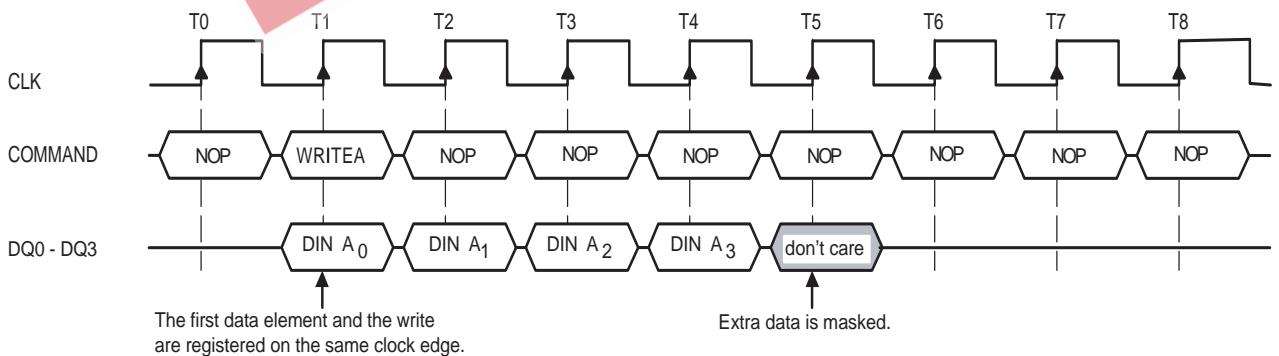 T0 T1 T2 T3 T4 T5 T6 T7 T8
CLK
COMMAND NOP WRITEA NOP NOP NOP NOP NOP NOP NOP
DQ0 - DQ3 DIN A0 DIN A1 DIN A2 DIN A3 don't care
The first data element and the write
are registered on the same clock edge.
Extra data is masked.